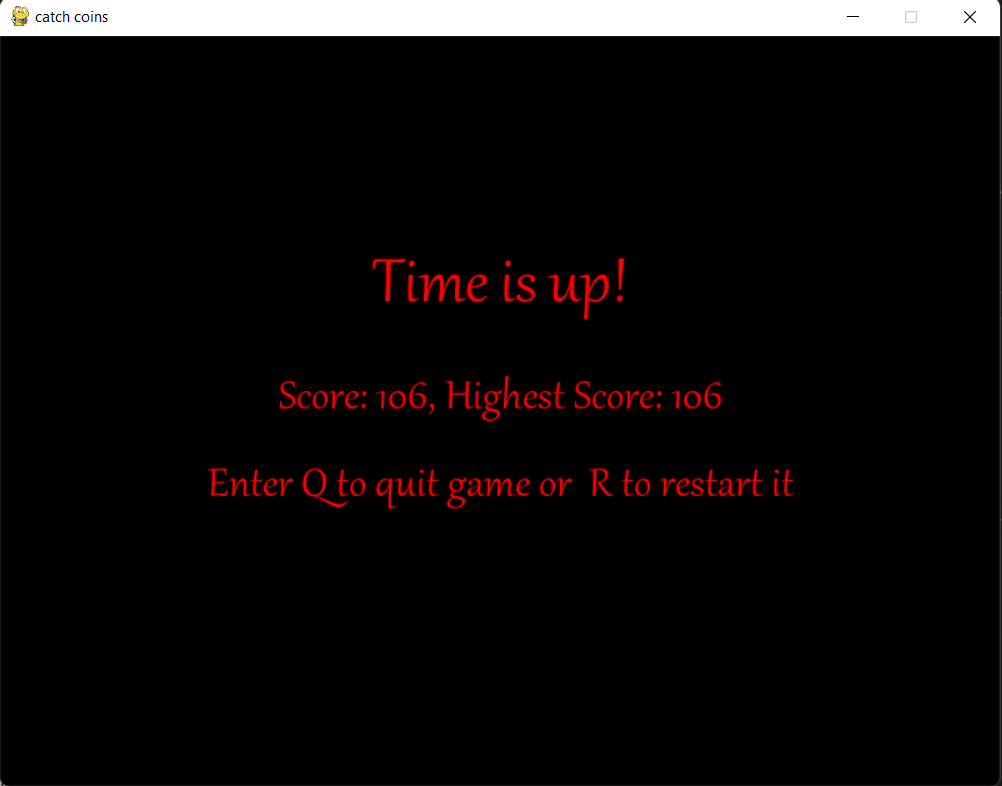 catch coins
Time is up!
Score: 106, Highest Score: 106
Enter Q to quit game or  R to restart it